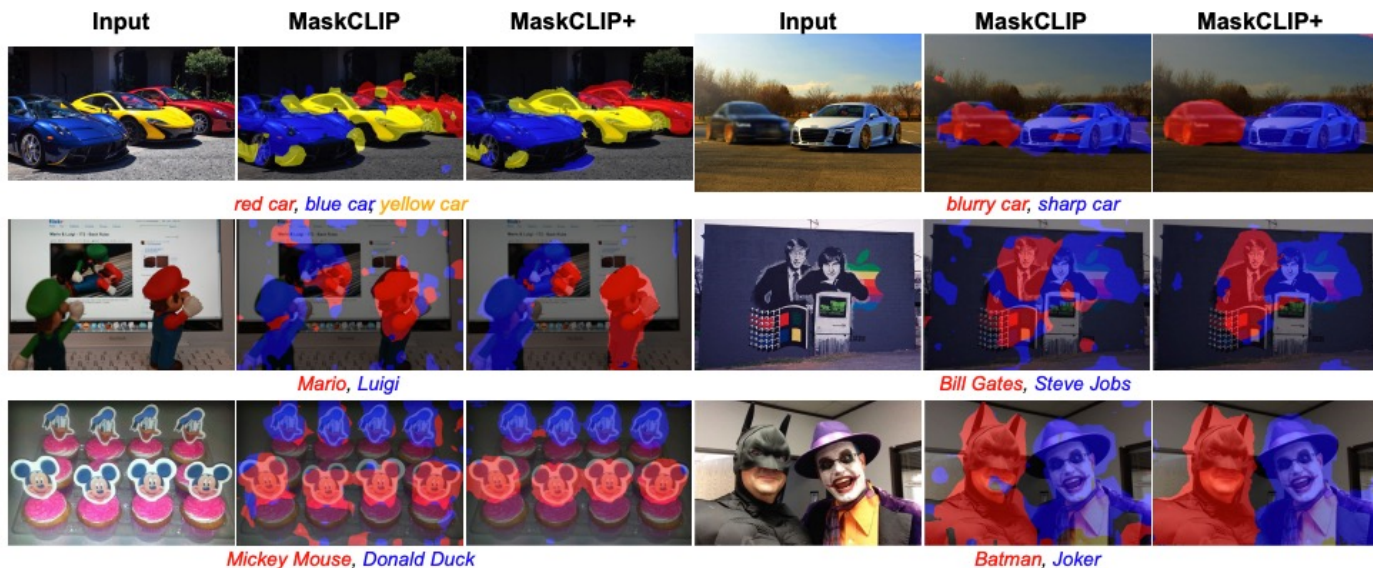 Input MaskCLIP MaskCLIP+ Input MaskCLIP MaskCLIP+
red car, blue car, yellow car
blurry car, sharp car
Mario, Luigi
Bill Gates, Steve Jobs
Mickey Mouse, Donald Duck
Batman, Joker